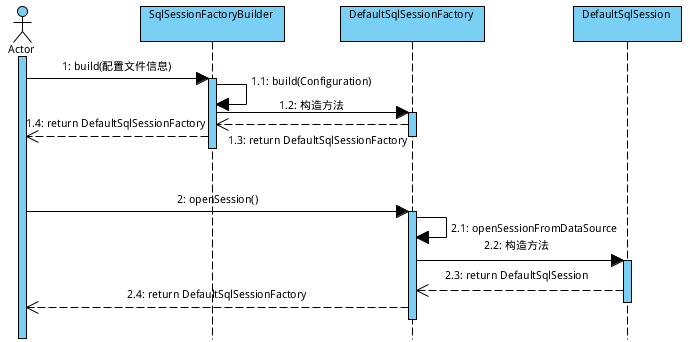 SqlSessionFactoryBuilder
DefaultSqlSessionFactory
DefaultSqlSession
Actor
1: build(配置文件信息)
1.1: build(Configuration)
1.2: 构造方法
1.4: return DefaultSqlSessionFactory
1.3: return DefaultSqlSessionFactory
2: openSession()
2.1: openSessionFromDataSource
2.2: 构造方法
2.3: return DefaultSqlSession
2.4: return DefaultSqlSessionFactory